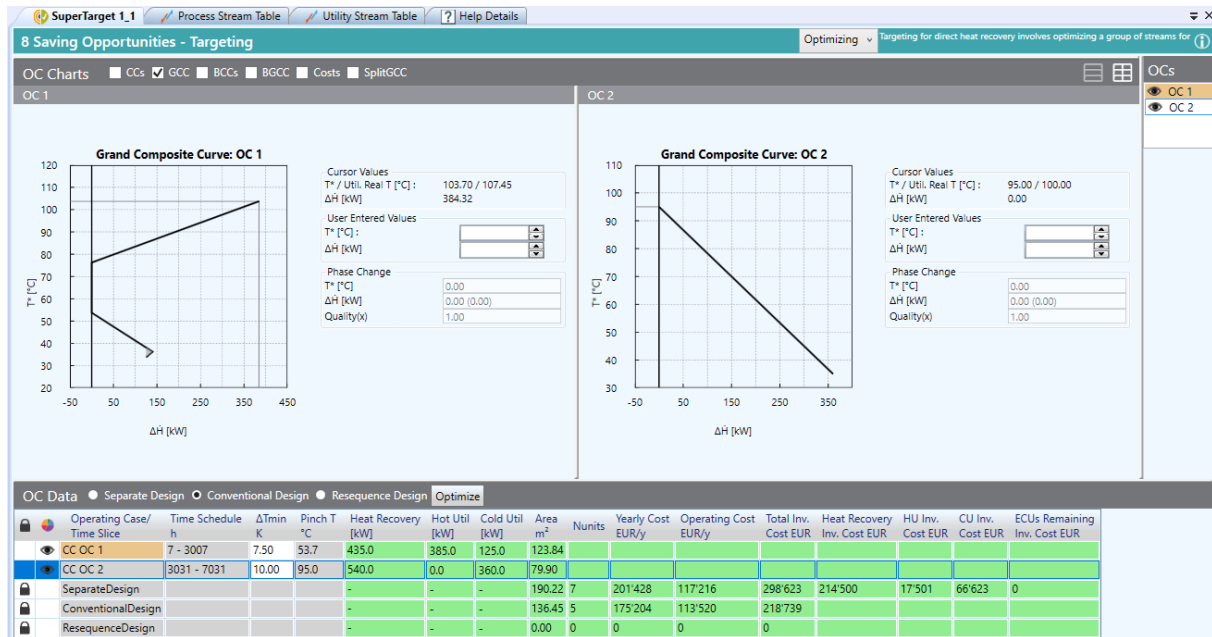 SuperTarget 1_1 Process Stream Table Utility Stream Table Help Details
8 Saving Opportunities - Targeting Optimizing Targeting for direct heat recovery involves optimizing a group of streams for
OC Charts CCs GCC BCCs BGCC Costs SplitGCC OCs
OC 1 OC 2 OC 1
OC 2
Grand Composite Curve: OC 1
120
110
100
90
80
70
60
50
40
30
20
T* [°C]
-50 50 150 250 350 450
ΔḢ [kW]
Cursor Values
T* / Util. Real T [°C] : 103.70 / 107.45
ΔḢ [kW] 384.32
User Entered Values
T* [°C] :
ΔḢ [kW]
Phase Change
T* [°C] 0.00
ΔḢ [kW] 0.00 (0.00)
Quality(x) 1.00
Grand Composite Curve: OC 2
110
100
90
80
70
60
50
40
30
T* [°C]
-50 50 150 250 350
ΔḢ [kW]
Cursor Values
T* / Util. Real T [°C] : 95.00 / 100.00
ΔḢ [kW] 0.00
User Entered Values
T* [°C] :
ΔḢ [kW]
Phase Change
T* [°C] 0.00
ΔḢ [kW] 0.00 (0.00)
Quality(x) 1.00
OC Data Separate Design Conventional Design Resequence Design Optimize
Operating Case/ Time Schedule ΔTmin Pinch T Heat Recovery Hot Util Cold Util Area Nunits Yearly Cost Operating Cost Total Inv. Heat Recovery HU Inv. CU Inv. ECUs Remaining
Time Slice h K °C [kW] [kW] [kW] m² EUR/y EUR/y Cost EUR Inv. Cost EUR Cost EUR Cost EUR Inv. Cost EUR
CC OC 1 7 - 3007 7.50 53.7 435.0 385.0 125.0 123.84
CC OC 2 3031 - 7031 10.00 95.0 540.0 0.0 360.0 79.90
SeparateDesign - - - 190.22 7 201'428 117'216 298'623 214'500 17'501 66'623 0
ConventionalDesign - - - 136.45 5 175'204 113'520 218'739
ResequenceDesign - - - 0.00 0 0 0 0